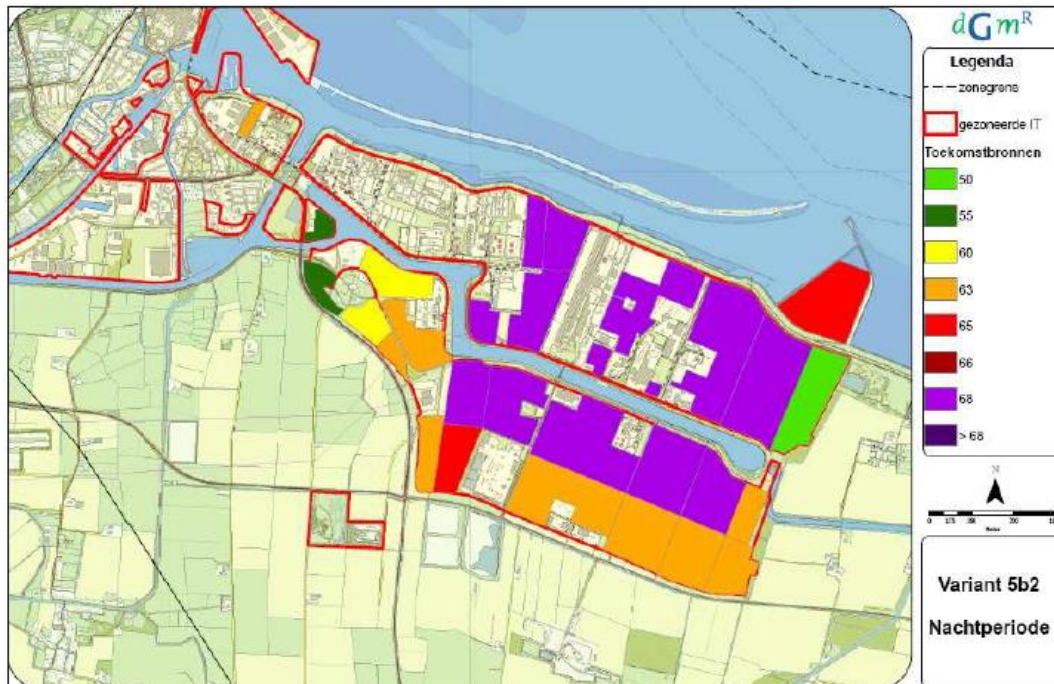 dGmR
Legenda
zonegrens
gezoneerde IT
Toekomstbronnen
50
55
60
63
65
66
68
> 68
N
Variant 5b2
Nachtperiode